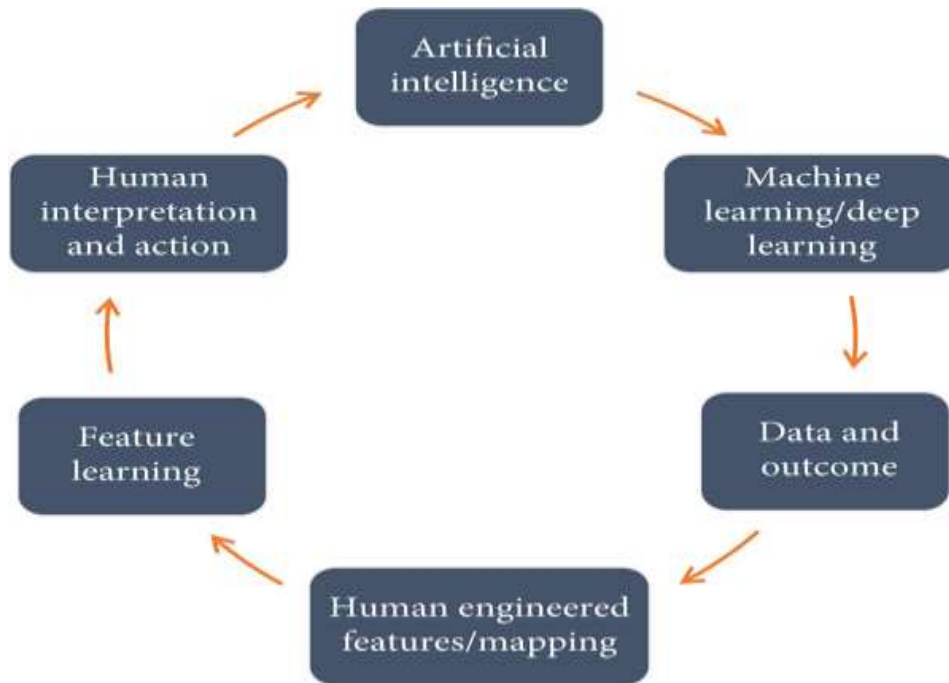 Artificial
intelligence
Machine
learning/deep
learning
Data and
outcome
Human engineered
features/mapping
Feature
learning
Human
interpretation
and action